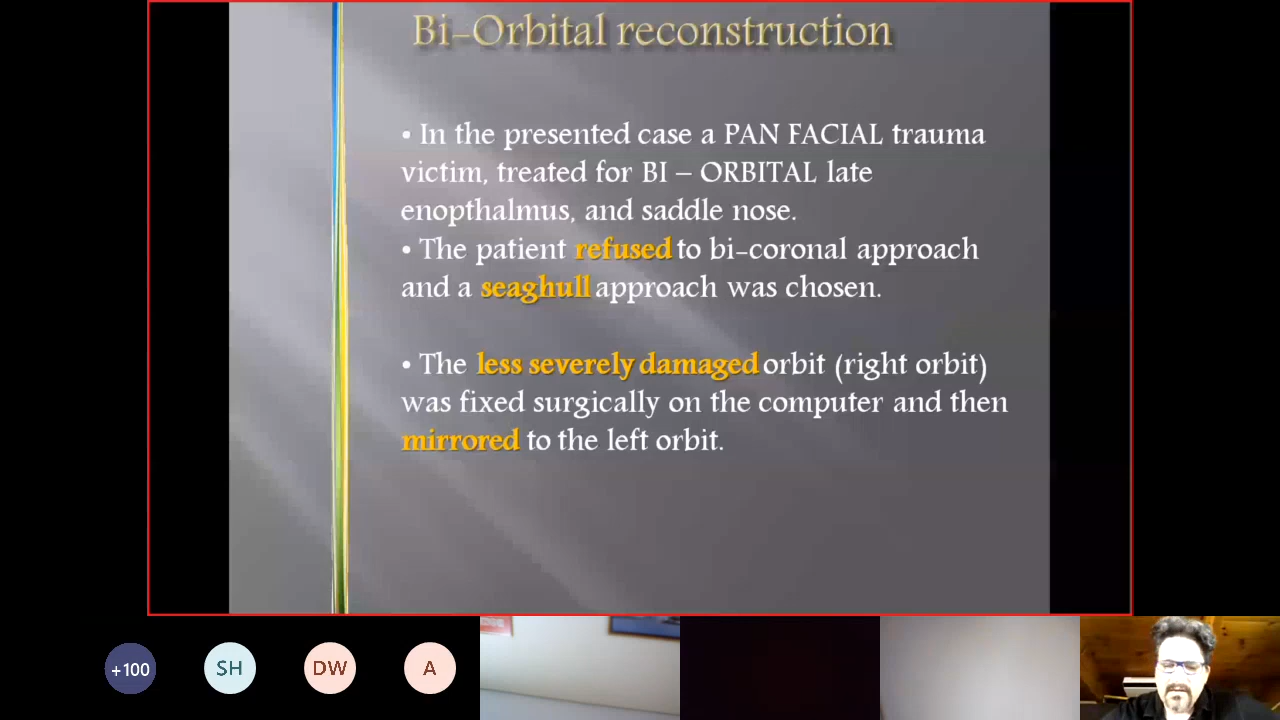 Bi-Orbital reconstruction
• In the presented case a PAN FACIAL trauma
victim, treated for BI – ORBITAL late
enopthalmus, and saddle nose.
• The patient refused to bi-coronal approach
and a seaghull approach was chosen.
• The less severely damaged orbit (right orbit)
was fixed surgically on the computer and then
mirrored to the left orbit.
+100
SH
DW
A